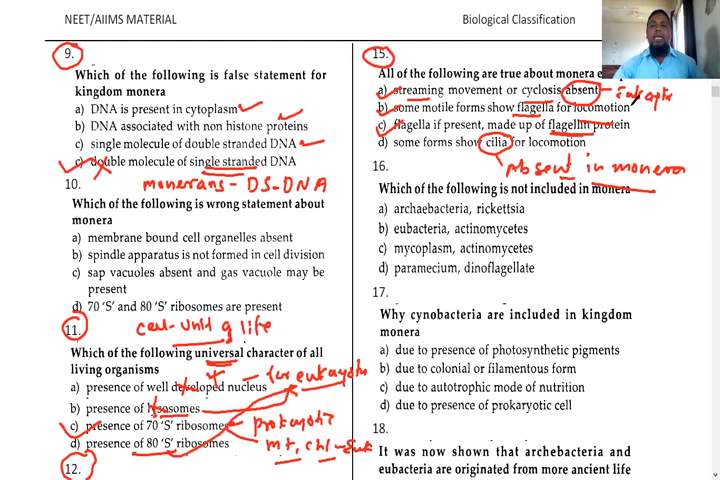 NEET/AIIMS MATERIAL
Biological Classification
9.
Which of the following is false statement for
kingdom monera
a) DNA is present in cytoplasm
b) DNA associated with non histone proteins
c) single molecule of double stranded DNA
double molecule of single stranded DNA
monerans - DS-DNA
10.
Which of the following is wrong statement about
monera
a) membrane bound cell organelles absent
b) spindle apparatus is not formed in cell division
c) sap vacuoles absent and gas vacuole may be
present
d) 70 'S' and 80 'S' ribosomes are present
11.
cell-unit of life
Which of the following universal character of all
living organisms
a) presence of well developed nucleus
for eukaryotes
b) presence of lysosomes
c) presence of 70 'S' ribosomes
prokaryotic
d) presence of 80 'S' ribosomes
mt, chl - Euk
12.
15.
All of the following are true about monera
a) streaming movement or cyclosis absent
b) some motile forms show flagella for locomotion
c) flagella if present, made up of flagellin protein
d) some forms show cilia for locomotion
Absent in monera
16.
Which of the following is not included in monera
a) archaebacteria, rickettsia
b) eubacteria, actinomycetes
c) mycoplasm, actinomycetes
d) paramecium, dinoflagellate
17.
Why cynobacteria are included in kingdom
monera
a) due to presence of photosynthetic pigments
b) due to colonial or filamentous form
c) due to autotrophic mode of nutrition
d) due to presence of prokaryotic cell
18.
It was now shown that archebacteria and
eubacteria are originated from more ancient life